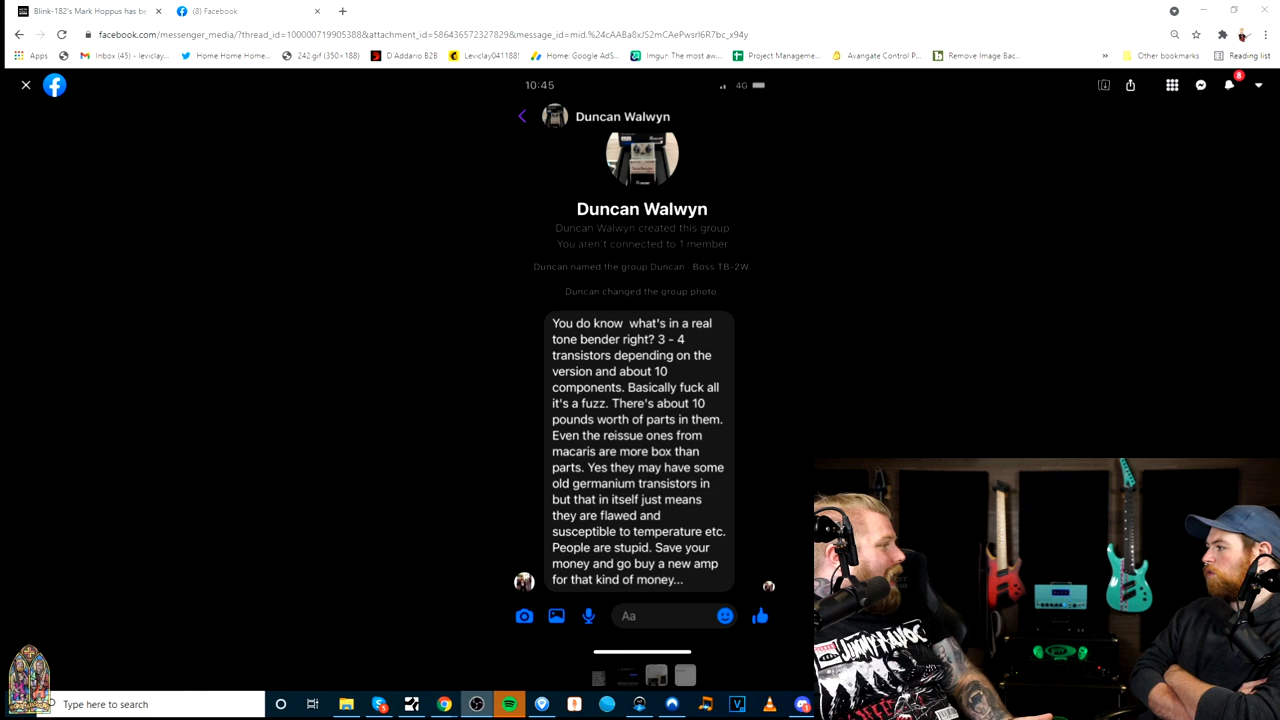 Blink-182's Mark Hoppus has be
(8) Facebook
facebook.com/messenger_media/?thread_id=100000719905388&attachment_id=586436572327829&message_id=mid.%24cAABa8xJS2mCAePwsrl6R7bc_x94y
Apps
Inbox (45) - leviclay...
Home Home Home...
242.gif (350×188)
D'Addario B2B
Leviclay041188!
Home: Google AdS...
Imgur: The most aw...
Project Manageme...
Avangate Control P...
Remove Image Bac...
»
Other bookmarks
Reading list
8
10:45
4G
Duncan Walwyn
Duncan Walwyn
Duncan Walwyn created this group
You aren't connected to 1 member
Duncan named the group Duncan - Boss TB-2W.
Duncan changed the group photo.
You do know what's in a real
tone bender right? 3 - 4
transistors depending on the
version and about 10
components. Basically fuck all
it's a fuzz. There's about 10
pounds worth of parts in them.
Even the reissue ones from
macaris are more box than
parts. Yes they may have some
old germanium transistors in
but that in itself just means
they are flawed and
susceptible to temperature etc.
People are stupid. Save your
money and go buy a new amp
for that kind of money...
Aa
Type here to search